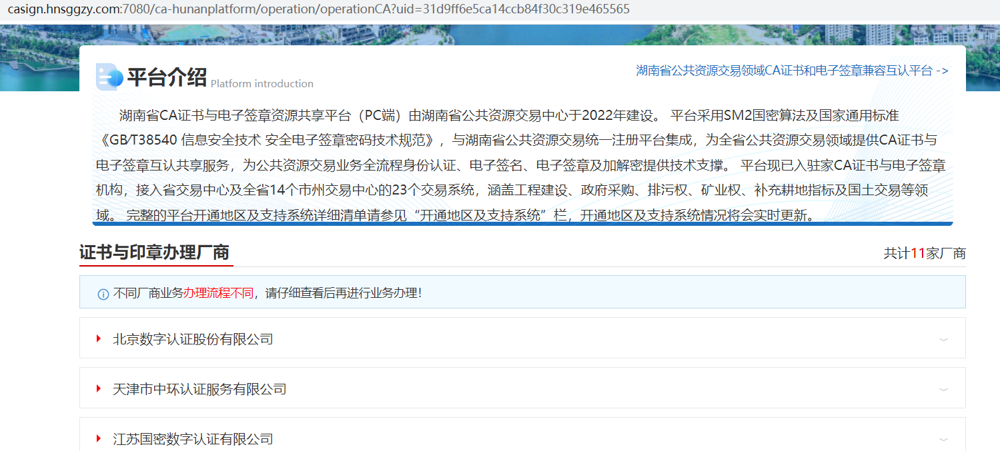 casign.hnsggzy.com:7080/ca-hunanplatform/operation/operationCA?uid=31d9ff6e5ca14ccb84f30c319e465565
平台介绍 Platform introduction
湖南省公共资源交易领域CA证书和电子签章兼容互认平台 ->
湖南省CA证书与电子签章资源共享平台（PC端）由湖南省公共资源交易中心于2022年建设。 平台采用SM2国密算法及国家通用标准
《GB/T38540 信息安全技术 安全电子签章密码技术规范》，与湖南省公共资源交易统一注册平台集成，为全省公共资源交易领域提供CA证书与
电子签章互认共享服务，为公共资源交易业务全流程身份认证、电子签名、电子签章及加解密提供技术支撑。 平台现已入驻家CA证书与电子签章
机构，接入省交易中心及全省14个市州交易中心的23个交易系统，涵盖工程建设、政府采购、排污权、矿业权、补充耕地指标及国土交易等领
域。 完整的平台开通地区及支持系统详细清单请参见“开通地区及支持系统”栏，开通地区及支持系统情况将会实时更新。
证书与印章办理厂商
共计11家厂商
不同厂商业务办理流程不同，请仔细查看后再进行业务办理！
北京数字认证股份有限公司
天津市中环认证服务有限公司
江苏国密数字认证有限公司